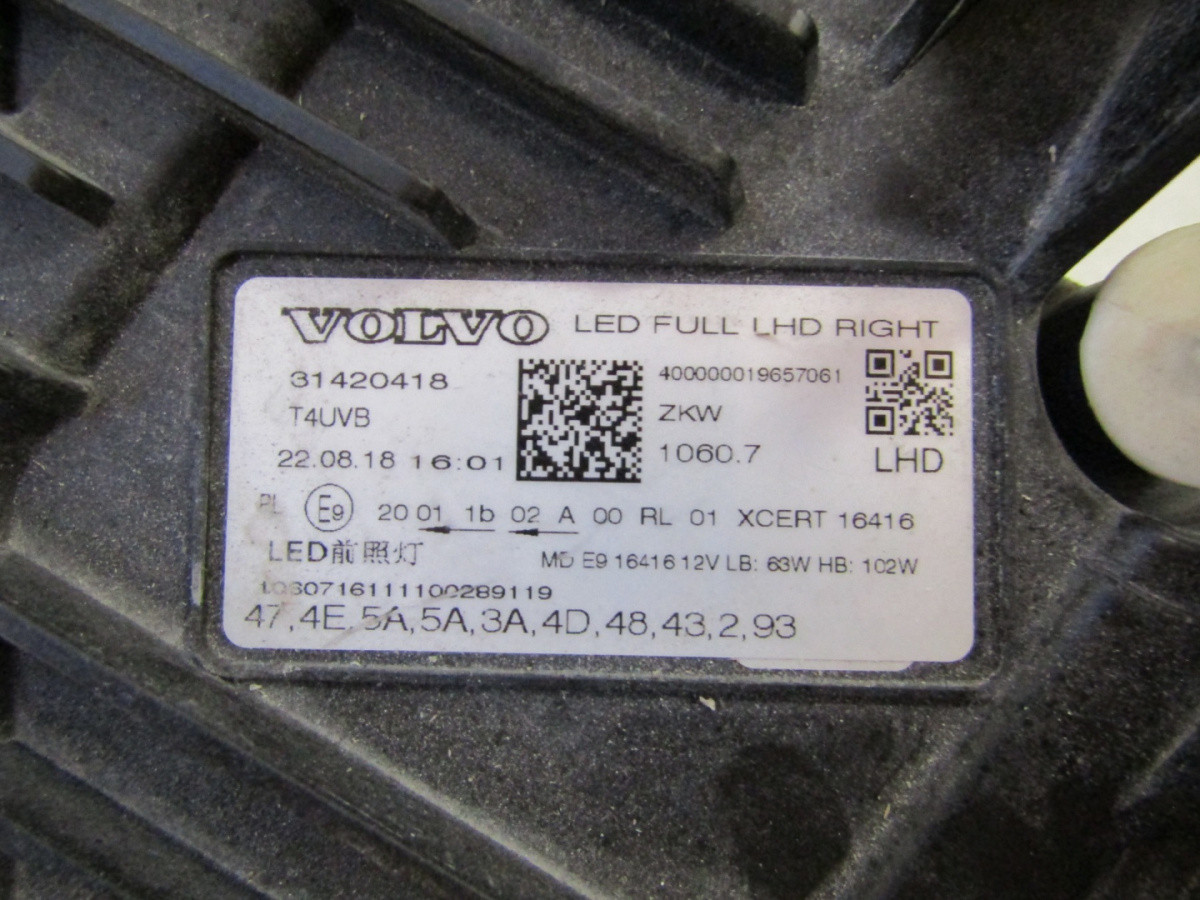 VOLVO LED FULL LHD RIGHT
31420418 400000019657061
T4UVB ZKW
22.08.18 16:01 1060.7 LHD
PL E9 20 01 1b 02 A 00 RL 01 XCERT 16416
LED前照灯 MD E9 16416 12V LB: 63W HB: 102W
1030716111100289119
47,4E,5A,5A,3A,4D,48,43,2,93